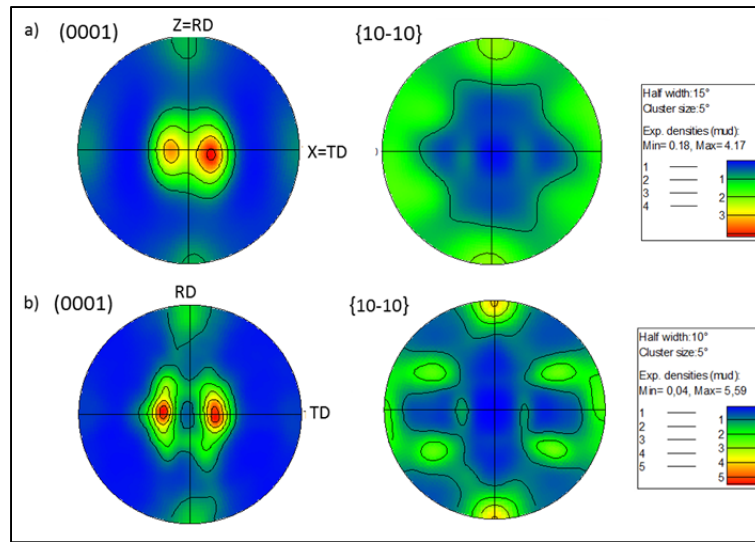 a) (0001) Z=RD {10-10}
X=TD
Half width:15°
Cluster size:5°
Exp. densities (mud):
Min= 0.18, Max= 4.17
1 1
2 2
3 3
4
b) (0001) RD {10-10}
TD
Half width:10°
Cluster size:5°
Exp. densities (mud):
Min= 0,04, Max= 5,59
1 1
2 2
3 3
4 4
5 5